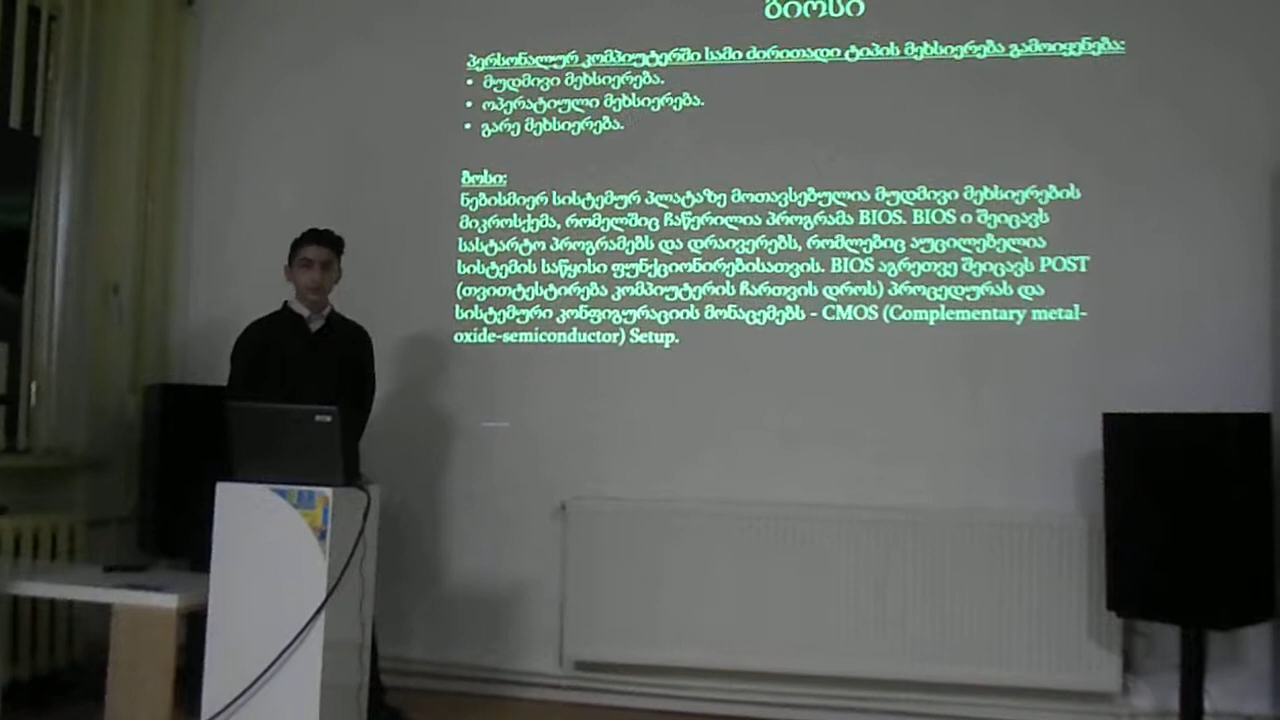 ბიოსი
პერსონალურ კომპიუტერში სამი ძირითადი ტიპის მეხსიერება გამოიყენება:
• მუდმივი მეხსიერება.
• ოპერატიული მეხსიერება.
• გარე მეხსიერება.
ბოსი:
ნებისმიერ სისტემურ პლატაზე მოთავსებულია მუდმივი მეხსიერების
მიკროსქემა, რომელშიც ჩაწერილია პროგრამა BIOS. BIOS ი შეიცავს
სასტარტო პროგრამებს და დრაივერებს, რომლებიც აუცილებელია
სისტემის საწყისი ფუნქციონირებისათვის. BIOS აგრეთვე შეიცავს POST
(თვითტესტირება კომპიუტერის ჩართვის დროს) პროცედურას და
სისტემური კონფიგურაციის მონაცემებს - CMOS (Complementary metal-
oxide-semiconductor) Setup.